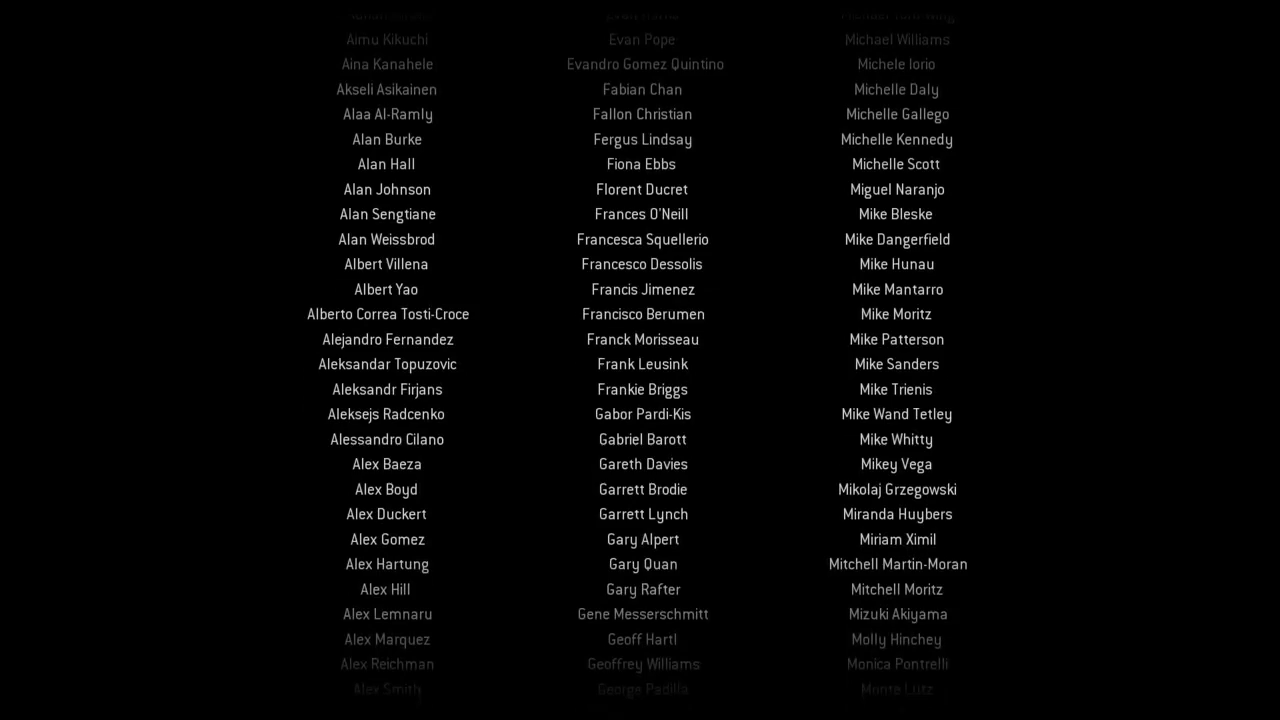 Aimu Kikuchi
Aina Kanahele
Akseli Asikainen
Alaa Al-Ramly
Alan Burke
Alan Hall
Alan Johnson
Alan Sengtiane
Alan Weissbrod
Albert Villena
Albert Yao
Alberto Correa Tosti-Croce
Alejandro Fernandez
Aleksandar Topuzovic
Aleksandr Firjans
Aleksejs Radcenko
Alessandro Cilano
Alex Baeza
Alex Boyd
Alex Duckert
Alex Gomez
Alex Hartung
Alex Hill
Alex Lemnaru
Alex Marquez
Alex Reichman
Alex Smith
Evan Pope
Evandro Gomez Quintino
Fabian Chan
Fallon Christian
Fergus Lindsay
Fiona Ebbs
Florent Ducret
Frances O'Neill
Francesca Squellerio
Francesco Dessolis
Francis Jimenez
Francisco Berumen
Franck Morisseau
Frank Leusink
Frankie Briggs
Gabor Pardi-Kis
Gabriel Barott
Gareth Davies
Garrett Brodie
Garrett Lynch
Gary Alpert
Gary Quan
Gary Rafter
Gene Messerschmitt
Geoff Hartl
Geoffrey Williams
George Padilla
Michael Williams
Michele Iorio
Michelle Daly
Michelle Gallego
Michelle Kennedy
Michelle Scott
Miguel Naranjo
Mike Bleske
Mike Dangerfield
Mike Hunau
Mike Mantarro
Mike Moritz
Mike Patterson
Mike Sanders
Mike Trienis
Mike Wand Tetley
Mike Whitty
Mikey Vega
Mikolaj Grzegowski
Miranda Huybers
Miriam Ximil
Mitchell Martin-Moran
Mitchell Moritz
Mizuki Akiyama
Molly Hinchey
Monica Pontrelli
Monte Lutz